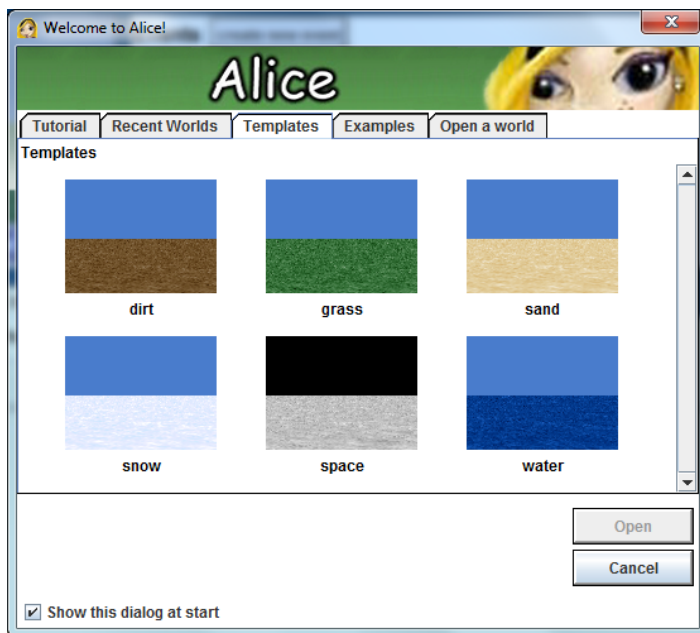 Welcome to Alice!
Alice
Tutorial Recent Worlds Templates Examples Open a world
Templates
dirt grass sand
snow space water
Open
Cancel
Show this dialog at start